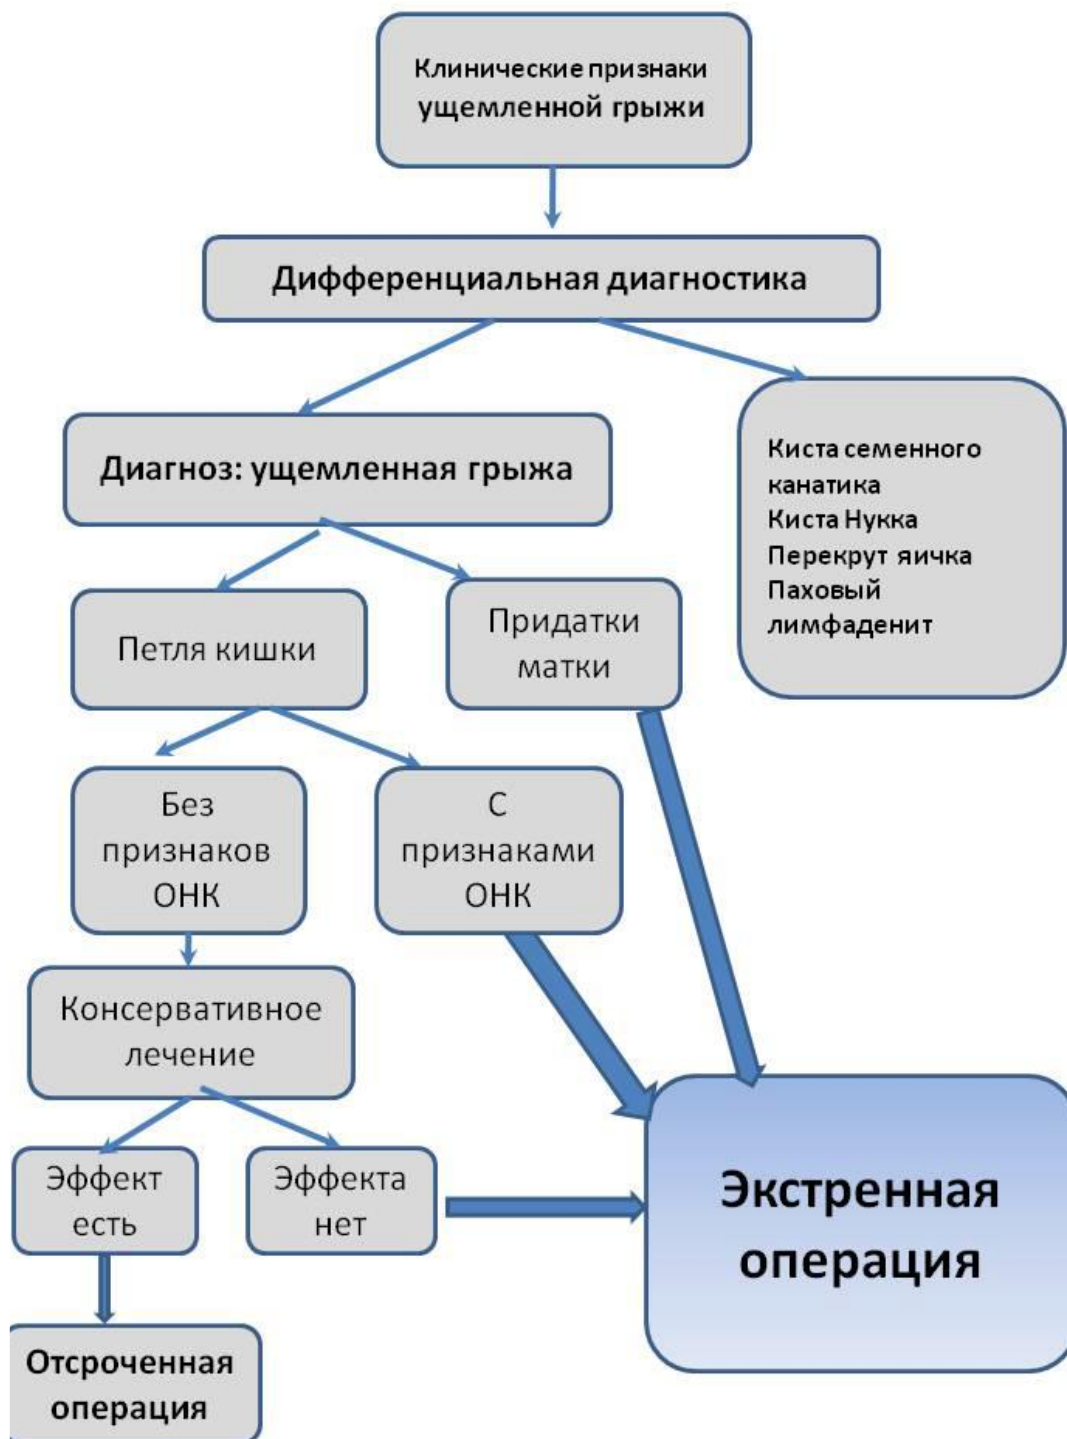 Клинические признаки
ущемленной грыжи
Дифференциальная диагностика
Диагноз: ущемленная грыжа
Киста семенного
канатика
Киста Нукка
Перекрут яичка
Паховый
лимфаденит
Петля кишки
Придатки
матки
Без
признаков
ОНК
С
признаками
ОНК
Консервативное
лечение
Эффект
есть
Эффекта
нет
Экстренная
операция
Отсроченная
операция